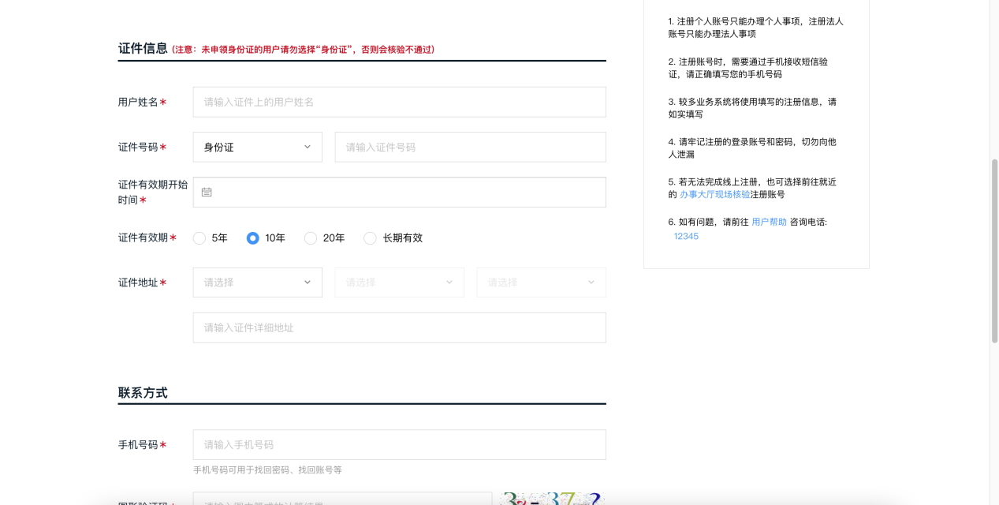 证件信息 (注意：未申领身份证的用户请勿选择“身份证”，否则会核验不通过)
用户姓名*
请输入证件上的用户姓名
证件号码*
身份证
请输入证件号码
证件有效期开始
时间*
证件有效期*
5年
10年
20年
长期有效
证件地址*
请选择
请选择
请选择
请输入证件详细地址
联系方式
手机号码*
请输入手机号码
手机号码可用于找回密码、找回账号等
1. 注册个人账号只能办理个人事项，注册法人
账号只能办理法人事项
2. 注册账号时，需要通过手机接收短信验
证，请正确填写您的手机号码
3. 较多业务系统将使用填写的注册信息，请
如实填写
4. 请牢记注册的登录账号和密码，切勿向他
人泄漏
5. 若无法完成线上注册，也可选择前往就近
的 办事大厅现场核验注册账号
6. 如有问题，请前往 用户帮助 咨询电话:
12345